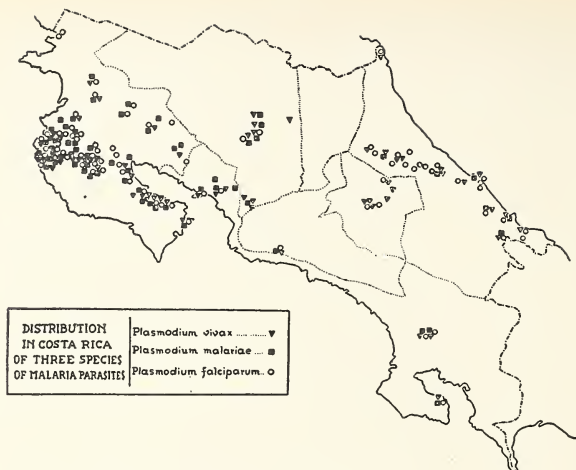 DISTRIBUTION
IN COSTA RICA
OF THREE SPECIES
OF MALARIA PARASITES
Plasmodium vivax ........ ▼
Plasmodium malariae .... ■
Plasmodium falciparum.. o